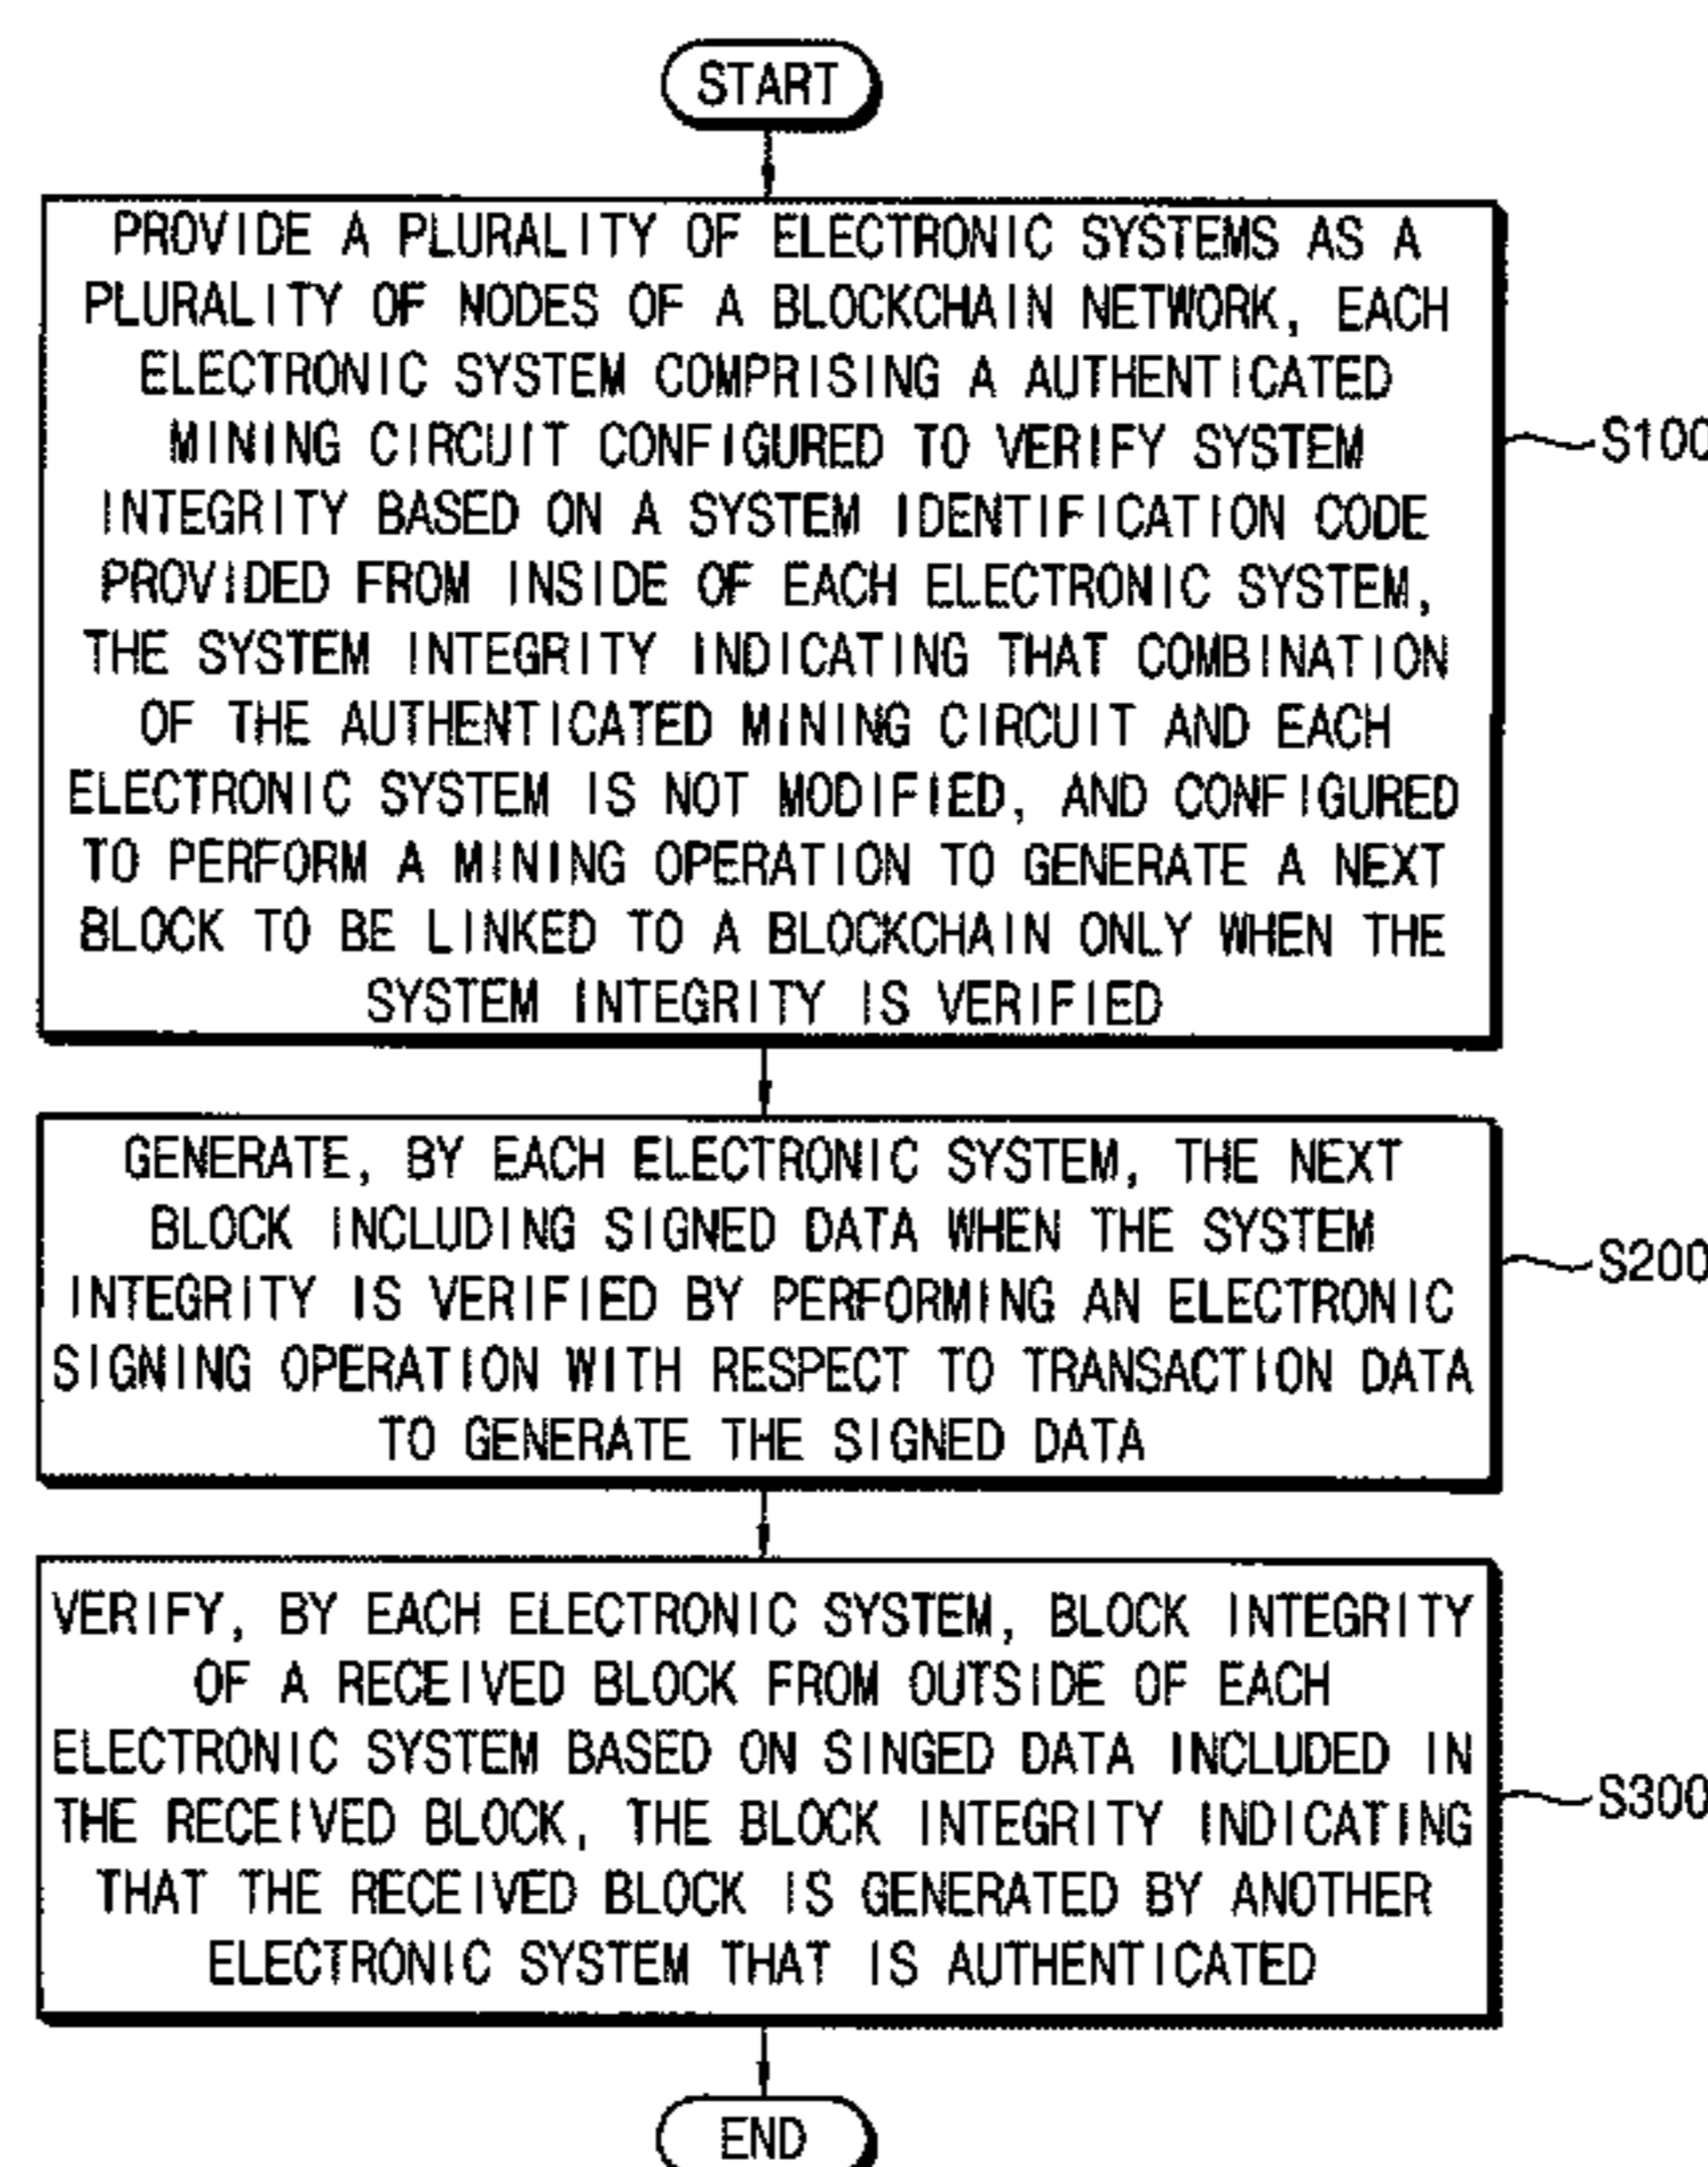 START
PROVIDE A PLURALITY OF ELECTRONIC SYSTEMS AS A
PLURALITY OF NODES OF A BLOCKCHAIN NETWORK, EACH
ELECTRONIC SYSTEM COMPRISING A AUTHENTICATED
MINING CIRCUIT CONFIGURED TO VERIFY SYSTEM
INTEGRITY BASED ON A SYSTEM IDENTIFICATION CODE
PROVIDED FROM INSIDE OF EACH ELECTRONIC SYSTEM,
THE SYSTEM INTEGRITY INDICATING THAT COMBINATION
OF THE AUTHENTICATED MINING CIRCUIT AND EACH
ELECTRONIC SYSTEM IS NOT MODIFIED, AND CONFIGURED
TO PERFORM A MINING OPERATION TO GENERATE A NEXT
BLOCK TO BE LINKED TO A BLOCKCHAIN ONLY WHEN THE
SYSTEM INTEGRITY IS VERIFIED
S100
GENERATE, BY EACH ELECTRONIC SYSTEM, THE NEXT
BLOCK INCLUDING SIGNED DATA WHEN THE SYSTEM
INTEGRITY IS VERIFIED BY PERFORMING AN ELECTRONIC
SIGNING OPERATION WITH RESPECT TO TRANSACTION DATA
TO GENERATE THE SIGNED DATA
S200
VERIFY, BY EACH ELECTRONIC SYSTEM, BLOCK INTEGRITY
OF A RECEIVED BLOCK FROM OUTSIDE OF EACH
ELECTRONIC SYSTEM BASED ON SINGED DATA INCLUDED IN
THE RECEIVED BLOCK, THE BLOCK INTEGRITY INDICATING
THAT THE RECEIVED BLOCK IS GENERATED BY ANOTHER
ELECTRONIC SYSTEM THAT IS AUTHENTICATED
S300
END